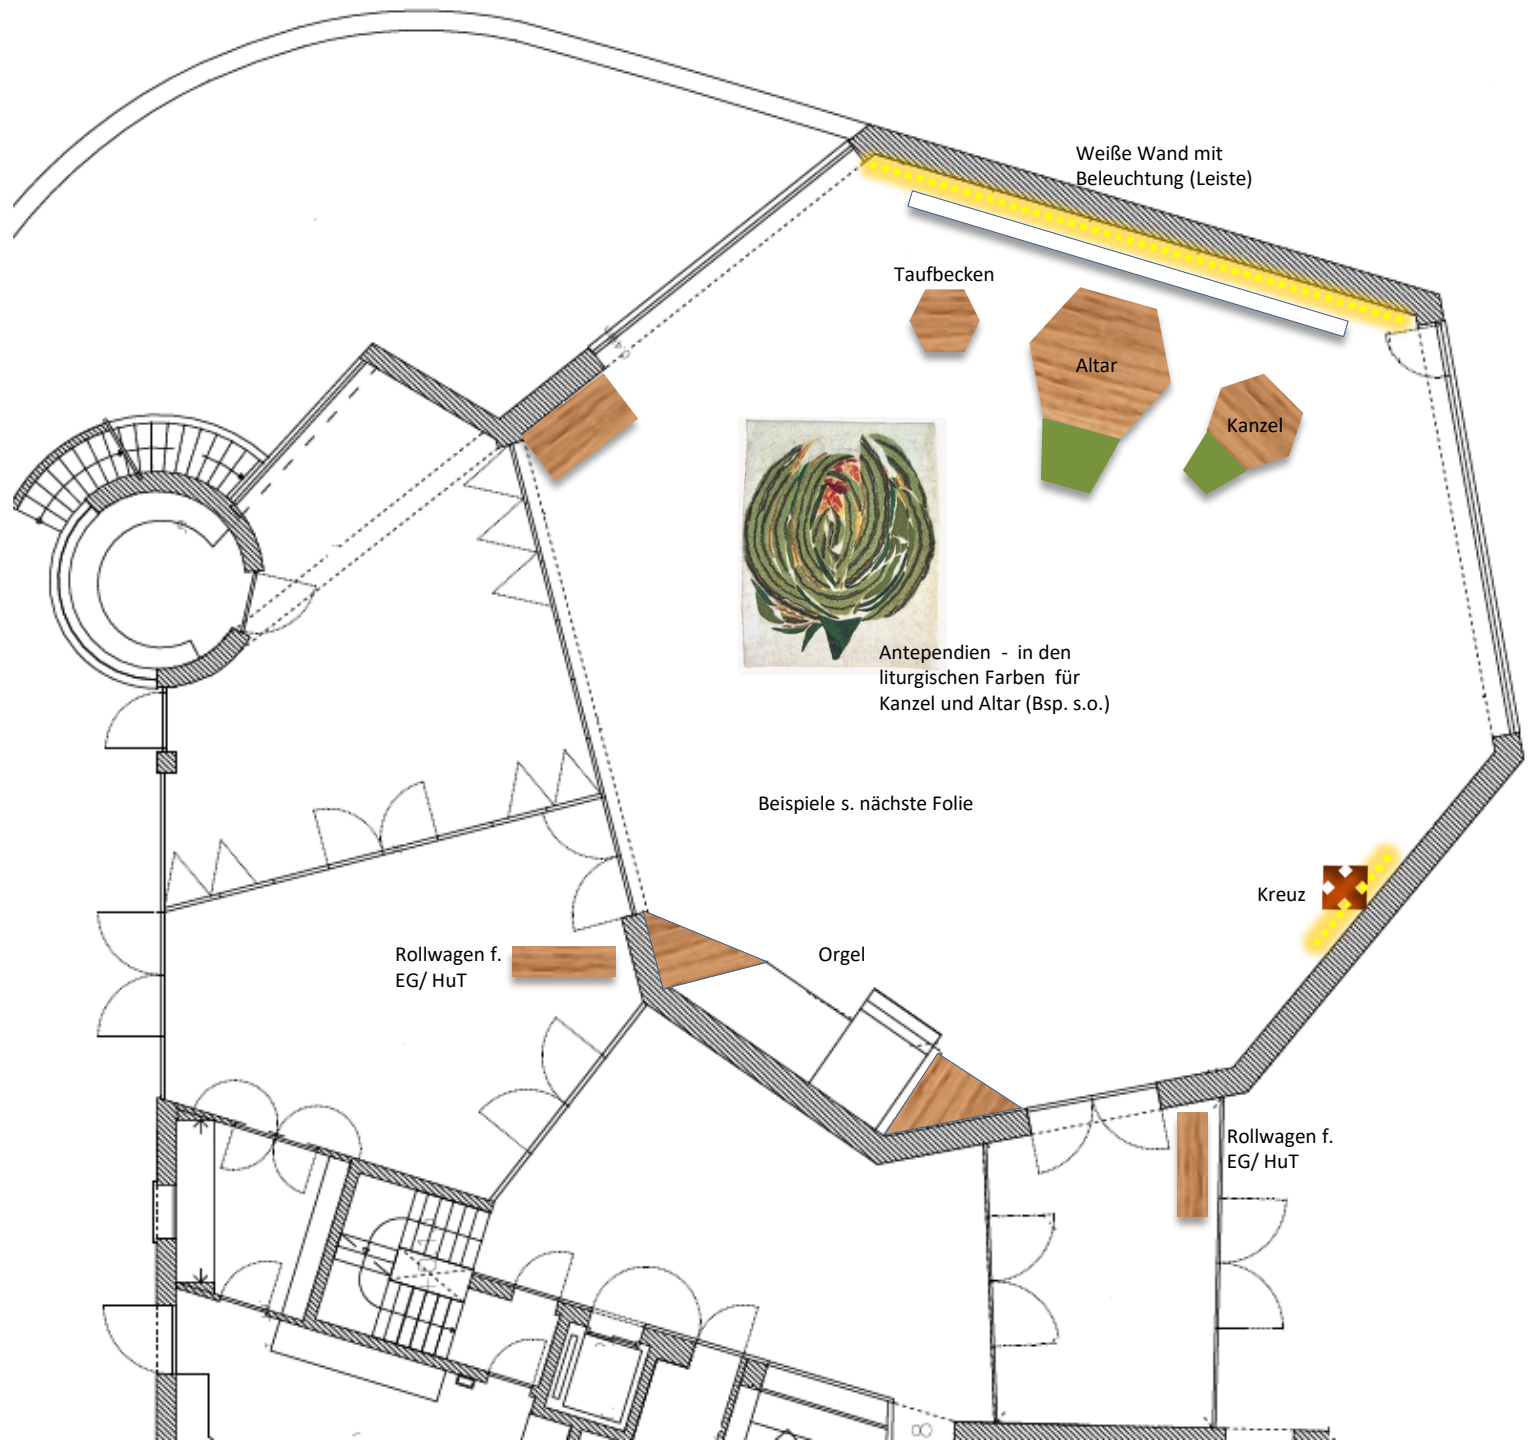 Weiße Wand mit
Beleuchtung (Leiste)
Taufbecken
Altar
Kanzel
Antependien - in den
liturgischen Farben für
Kanzel und Altar (Bsp. s.o.)
Beispiele s. nächste Folie
Kreuz
Rollwagen f.
EG/ HuT
Orgel
Rollwagen f.
EG/ HuT